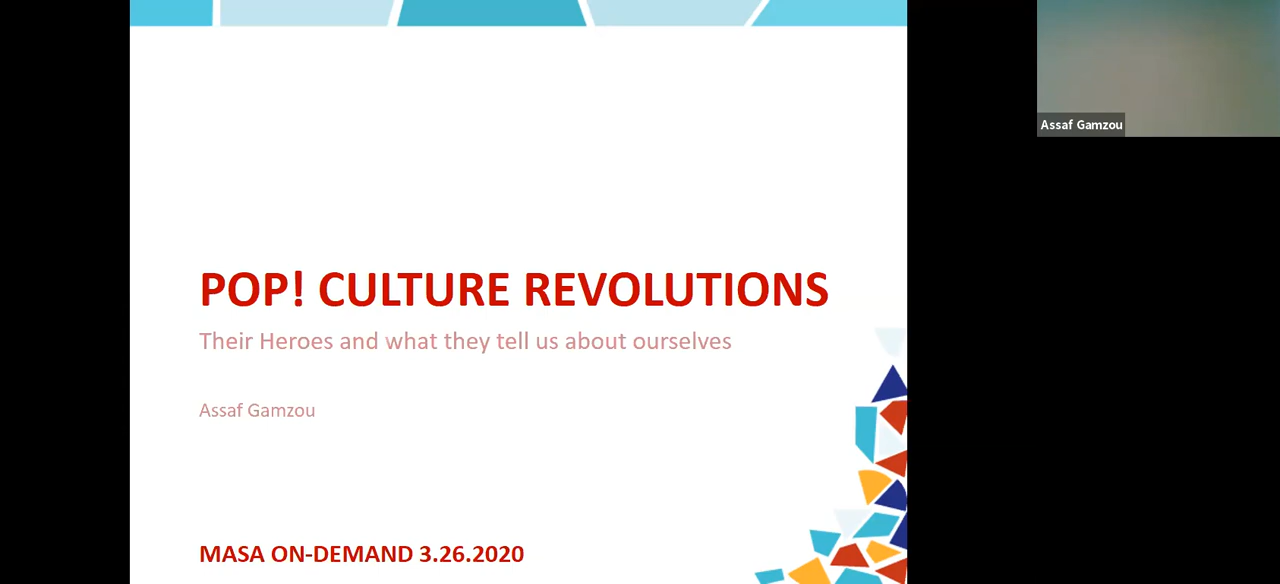 Assaf Gamzou
POP! CULTURE REVOLUTIONS
Their Heroes and what they tell us about ourselves
Assaf Gamzou
MASA ON-DEMAND 3.26.2020